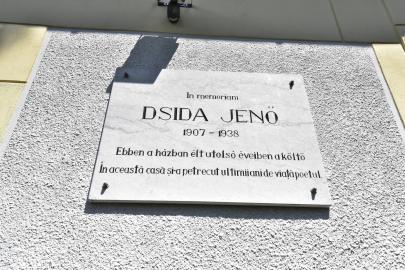 In memoriam
DSIDA JENŐ
1907 - 1938
Ebben a házban élt utolsó éveiben a költő
În această casă și-a petrecut ultimii ani de viață poetul